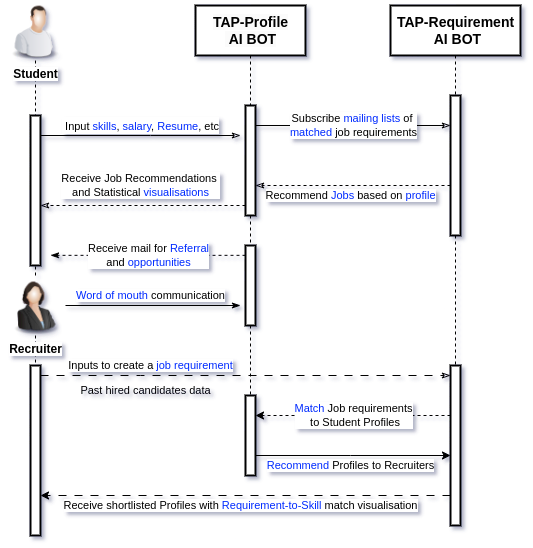 TAP-Profile
AI BOT
TAP-Requirement
AI BOT
Student
Input skills, salary, Resume, etc
Subscribe mailing lists of
matched job requirements
Receive Job Recommendations
and Statistical visualisations
Recommend Jobs based on profile
Receive mail for Referral
and opportunities
Word of mouth communication
Recruiter
Inputs to create a job requirement
Past hired candidates data
Match Job requirements
to Student Profiles
Recommend Profiles to Recruiters
Receive shortlisted Profiles with Requirement-to-Skill match visualisation